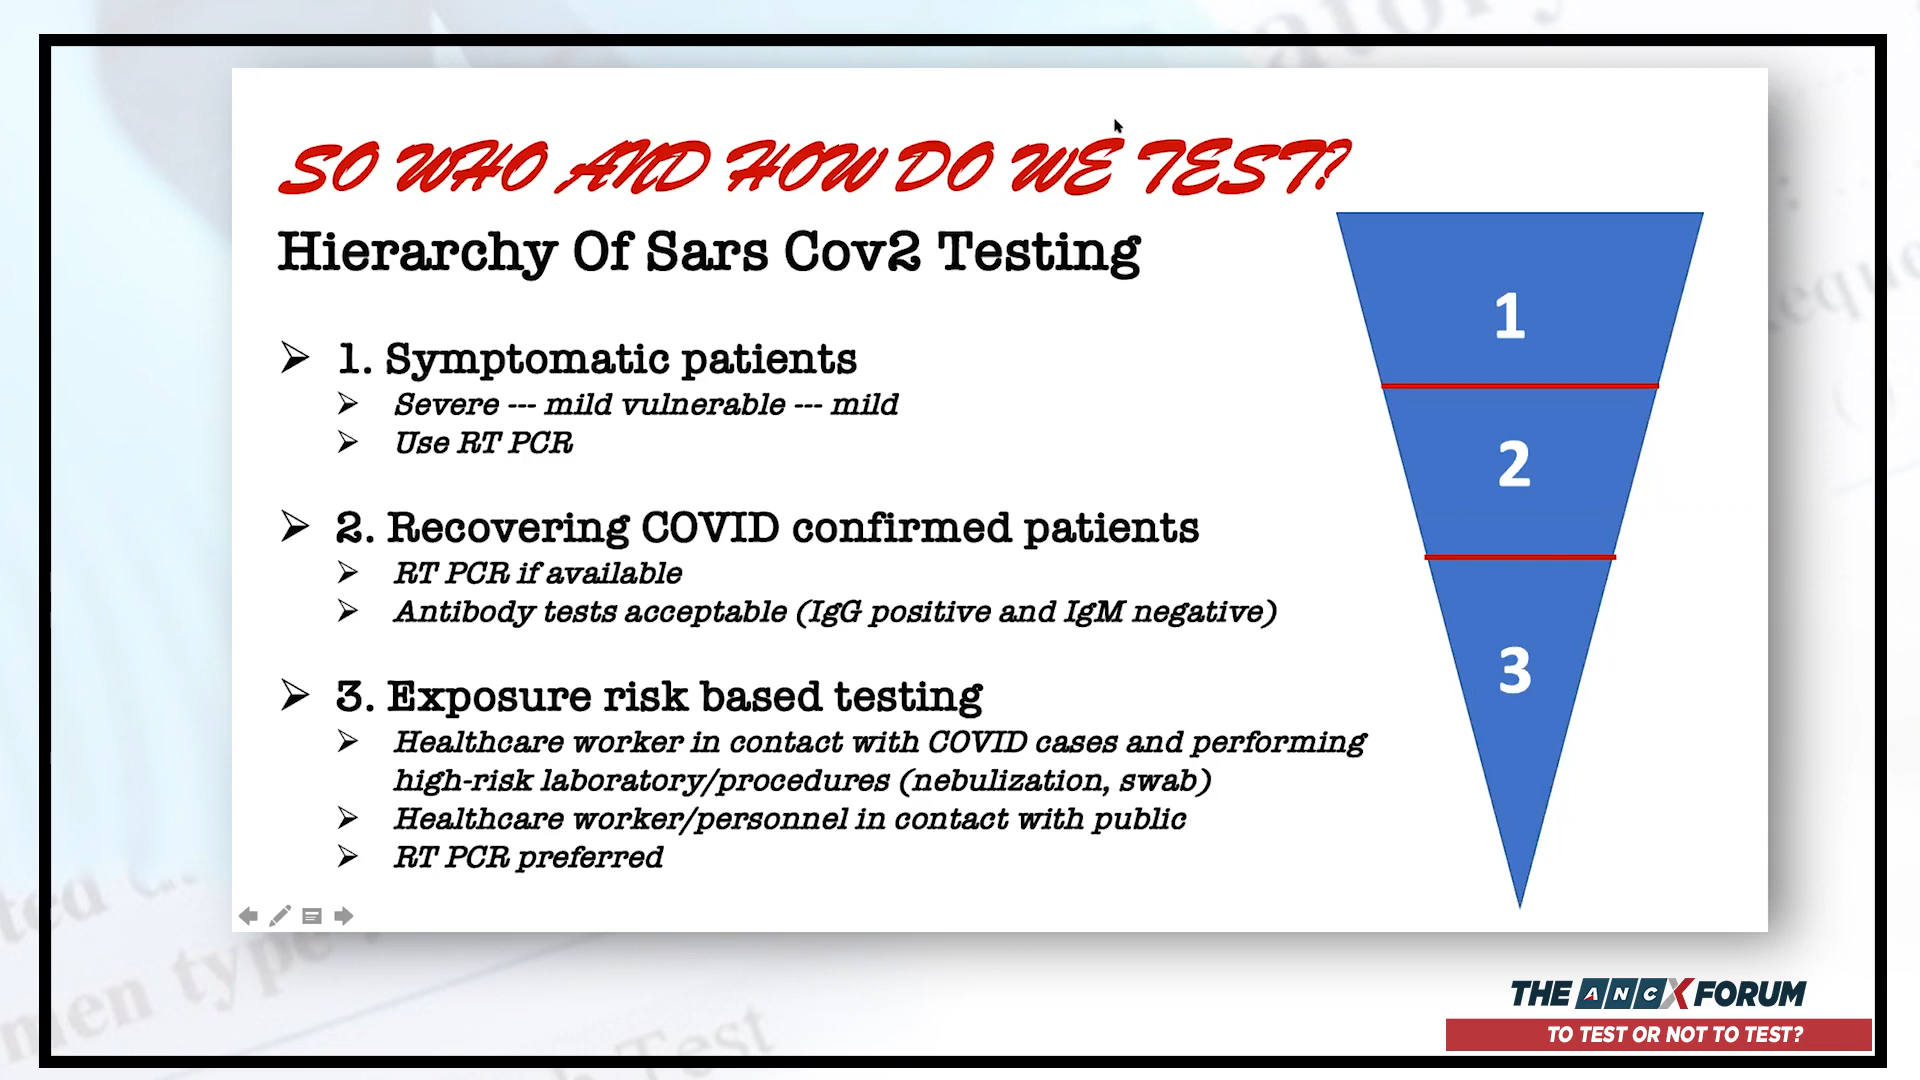 SO WHO AND HOW DO WE TEST?
Hierarchy Of Sars Cov2 Testing
1. Symptomatic patients
Severe --- mild vulnerable --- mild
Use RT PCR
2. Recovering COVID confirmed patients
RT PCR if available
Antibody tests acceptable (IgG positive and IgM negative)
3. Exposure risk based testing
Healthcare worker in contact with COVID cases and performing
high-risk laboratory/procedures (nebulization, swab)
Healthcare worker/personnel in contact with public
RT PCR preferred
1
2
3
THE ANCX FORUM
TO TEST OR NOT TO TEST?
men type
Test